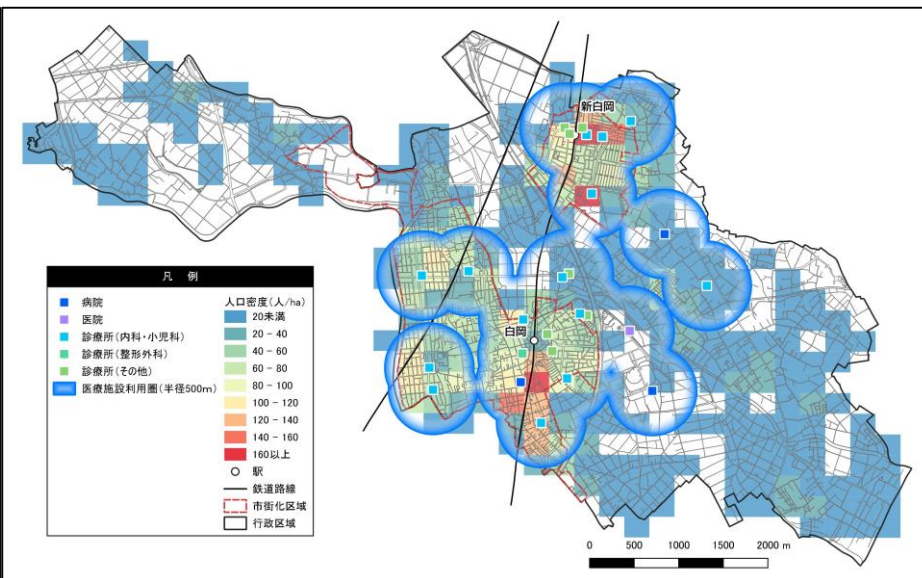 新白岡
白岡
凡 例
病院
医院
診療所(内科・小児科)
診療所(整形外科)
診療所(その他)
医療施設利用圏(半径500m)
人口密度(人/ha)
20未満
20 - 40
40 - 60
60 - 80
80 - 100
100 - 120
120 - 140
140 - 160
160以上
駅
鉄道路線
市街化区域
行政区域
0 500 1000 1500 2000 m